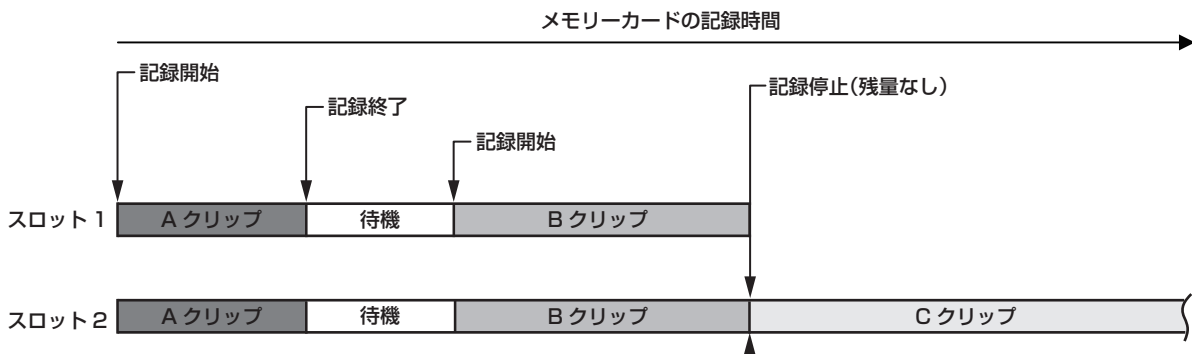 メモリーカードの記録時間
記録開始
記録停止(残量なし)
記録終了
記録開始
スロット 1 A クリップ 待機 B クリップ
スロット 2 A クリップ 待機 B クリップ C クリップ